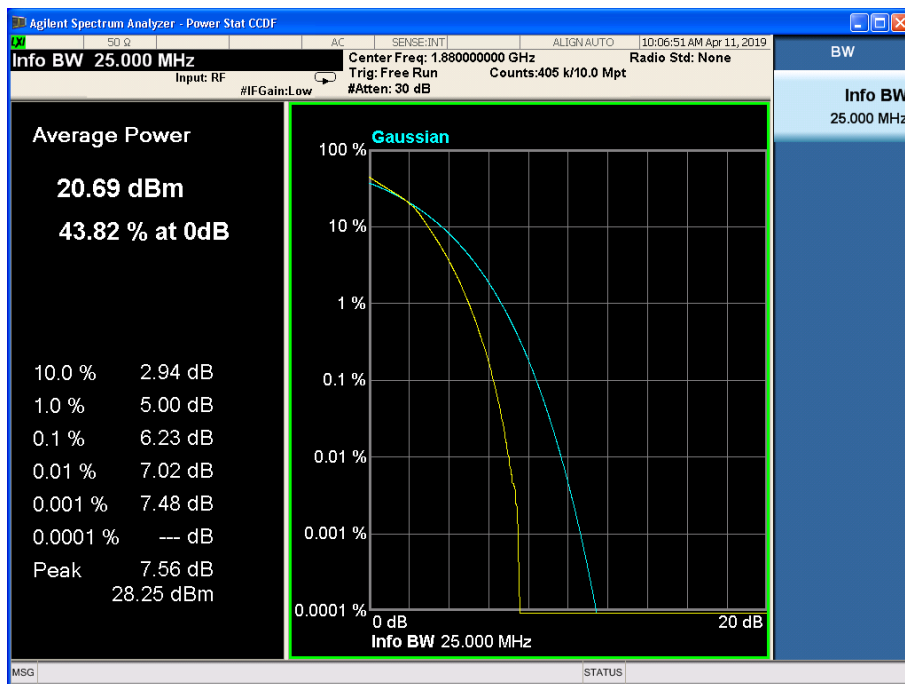 Agilent Spectrum Analyzer - Power Stat CCDF
LXI 50 Ω AC SENSE:INT ALIGN AUTO 10:06:51 AM Apr 11, 2019
Info BW 25.000 MHz
Input: RF
#IFGain:Low
Center Freq: 1.880000000 GHz
Radio Std: None
Trig: Free Run
Counts:405 k/10.0 Mpt
#Atten: 30 dB
BW
Info BW
25.000 MHz
Average Power
20.69 dBm
43.82 % at 0dB
10.0 % 2.94 dB
1.0 % 5.00 dB
0.1 % 6.23 dB
0.01 % 7.02 dB
0.001 % 7.48 dB
0.0001 % --- dB
Peak 7.56 dB
28.25 dBm
Gaussian
100 %
10 %
1 %
0.1 %
0.01 %
0.001 %
0.0001 %
0 dB 20 dB
Info BW 25.000 MHz
MSG STATUS